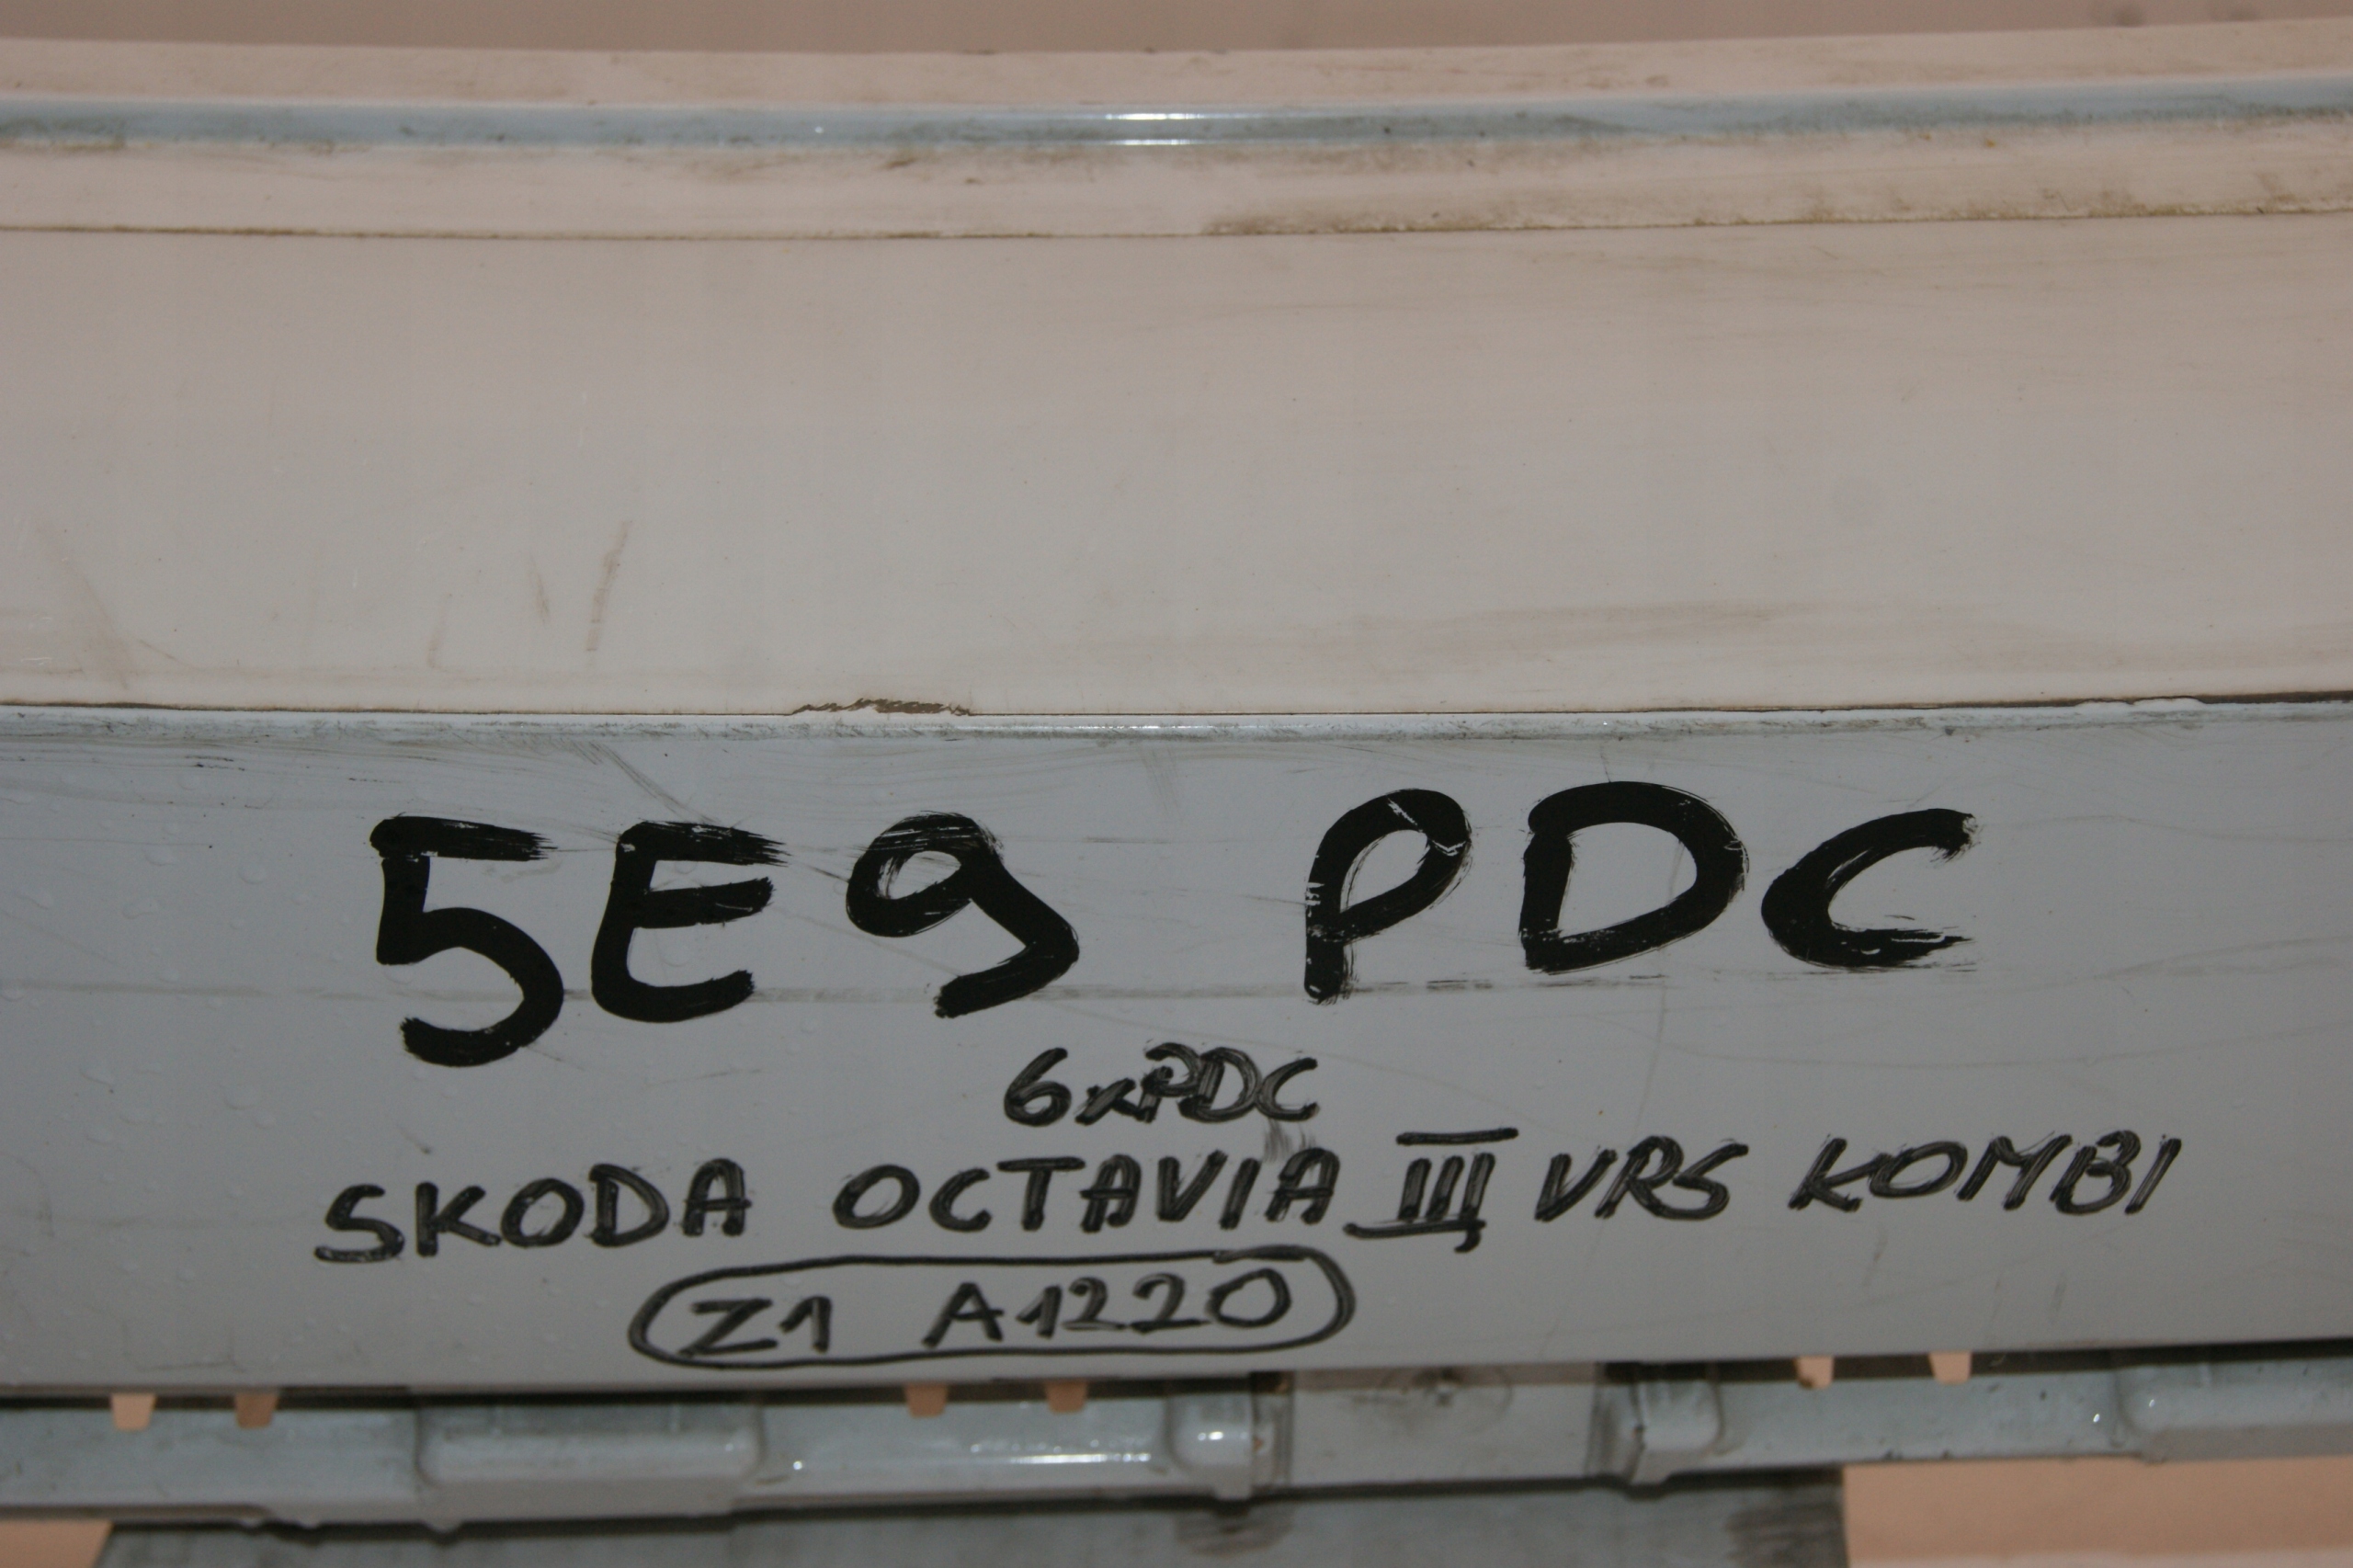 5E9 PDC
6xPDC
SKODA OCTAVIA III VRS KOMBI
Z1 A1220